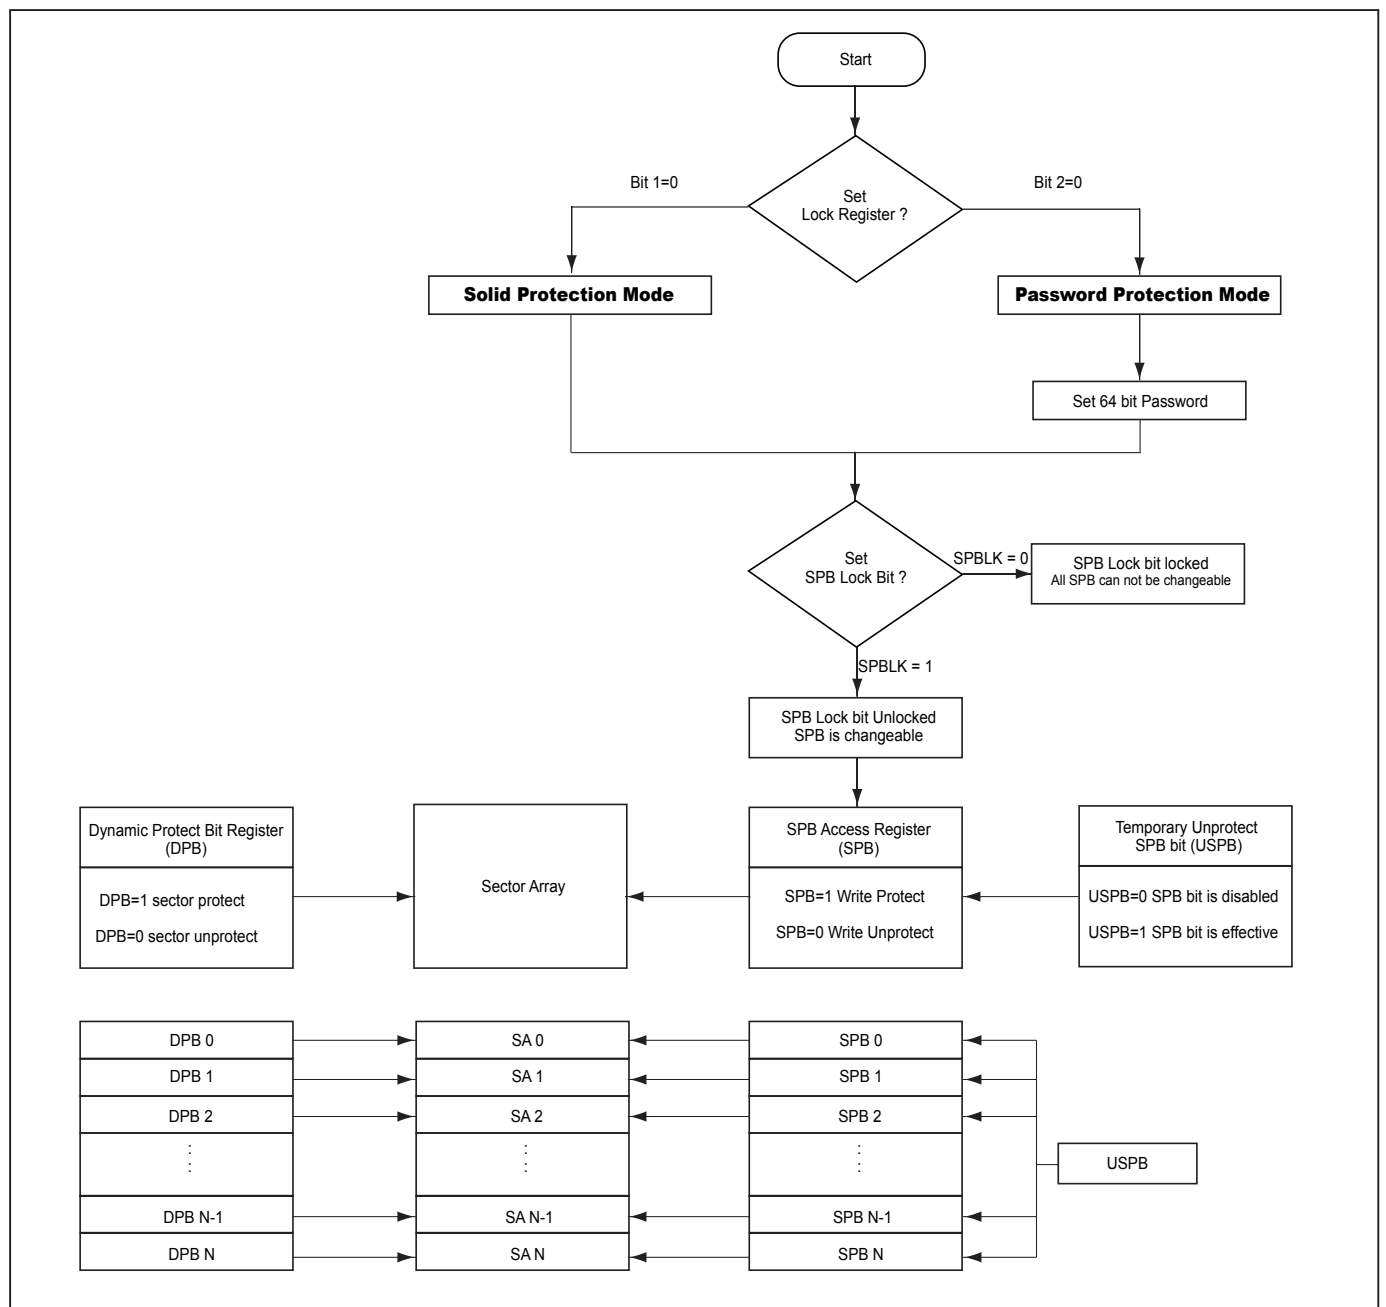 Start
Bit 1=0
Bit 2=0
Set
Lock Register ?
Solid Protection Mode
Password Protection Mode
Set 64 bit Password
Set
SPB Lock Bit ?
SPBLK = 0
SPB Lock bit locked
All SPB can not be changeable
SPBLK = 1
SPB Lock bit Unlocked
SPB is changeable
Dynamic Protect Bit Register
(DPB)
DPB=1 sector protect
DPB=0 sector unprotect
Sector Array
SPB Access Register
(SPB)
SPB=1 Write Protect
SPB=0 Write Unprotect
Temporary Unprotect
SPB bit (USPB)
USPB=0 SPB bit is disabled
USPB=1 SPB bit is effective
DPB 0
SA 0
SPB 0
DPB 1
SA 1
SPB 1
DPB 2
SA 2
SPB 2
USPB
DPB N-1
SA N-1
SPB N-1
DPB N
SA N
SPB N